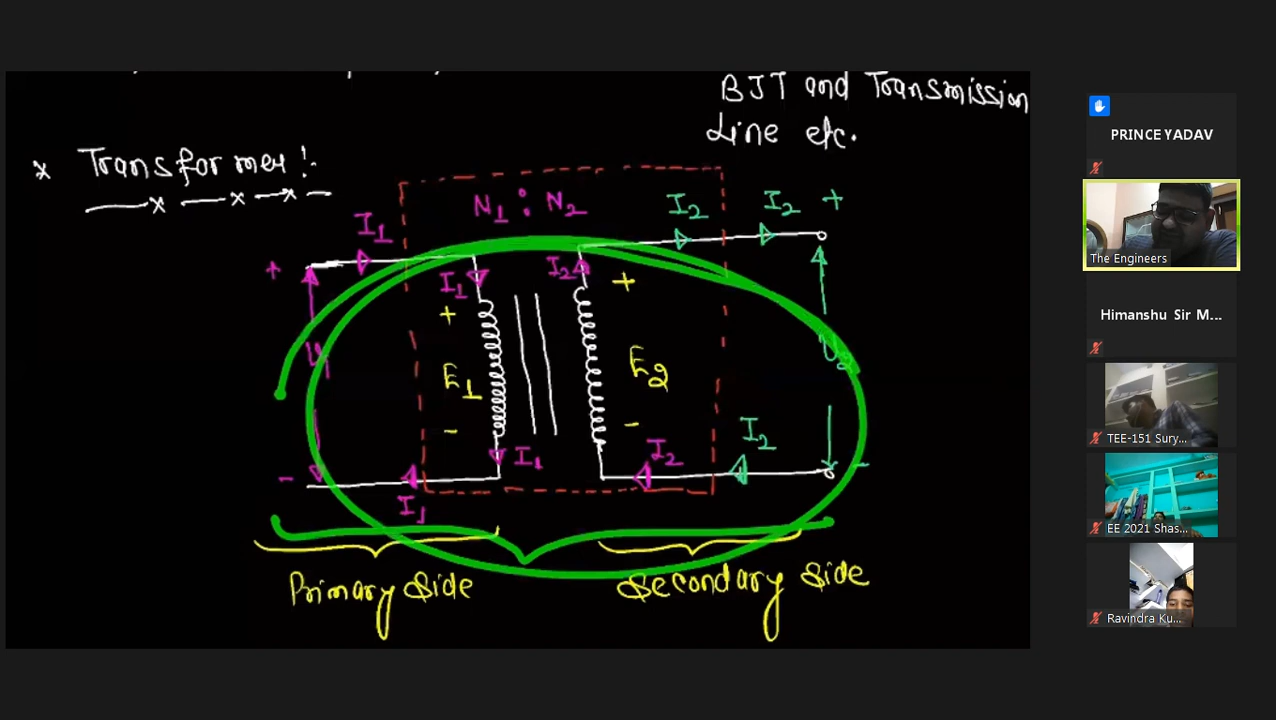 BJT and Transmission
Line etc.
* Transformer :-
N1 : N2
I1
I2
I2
+
+
I1
I2
+
+
V1
E1
E2
V2
-
-
I1
I2
I2
-
-
I1
Primary Side
Secondary Side
PRINCE YADAV
The Engineers
Himanshu Sir M...
TEE-151 Sury...
EE 2021 Shas...
Ravindra Ku...